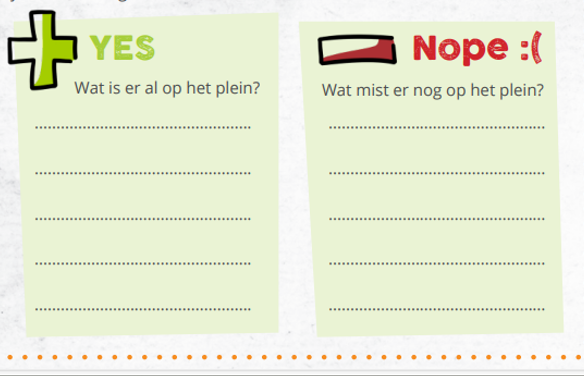 YES
Wat is er al op het plein?
Nope :(
Wat mist er nog op het plein?